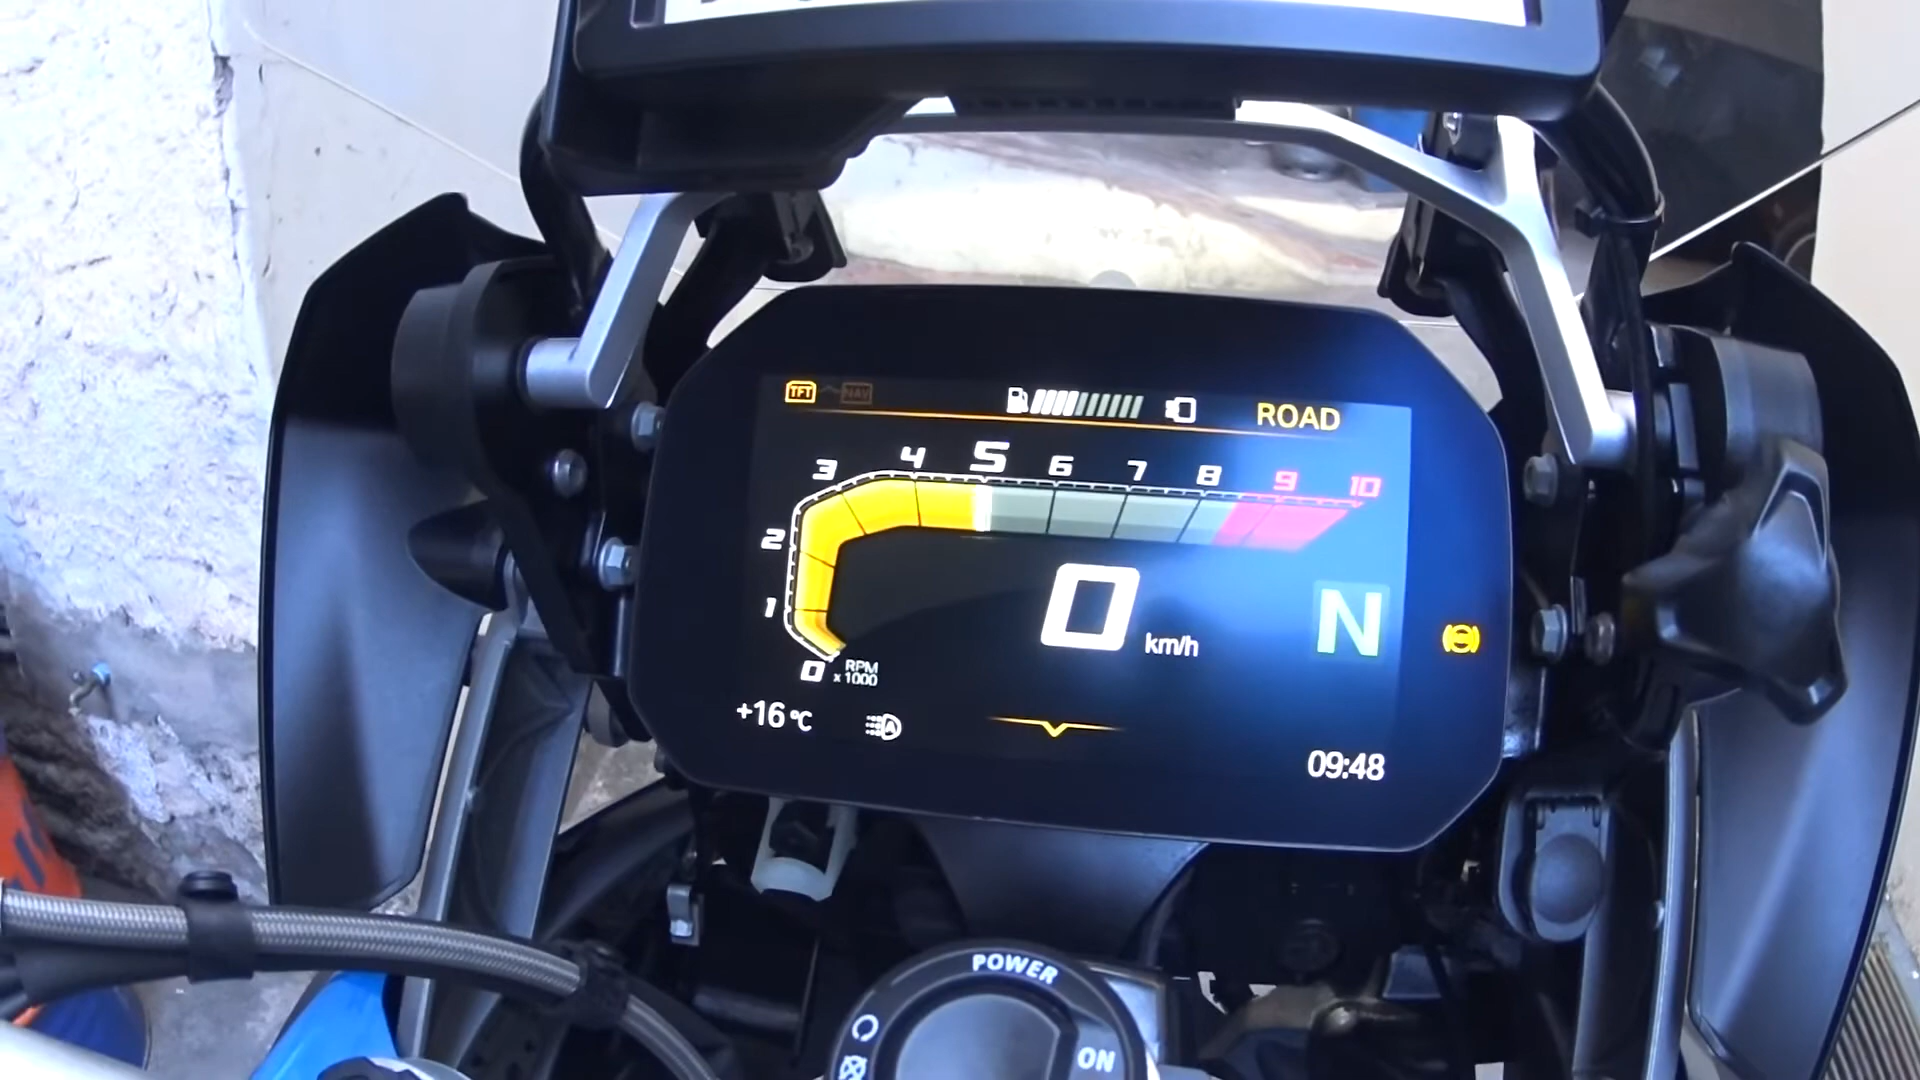 TFT NAV
ROAD
3 4 5 6 7 8 9 10
2
1
0 RPM x 1000
0 km/h
N
ABS
+16 °C
A
09:48
POWER
ON